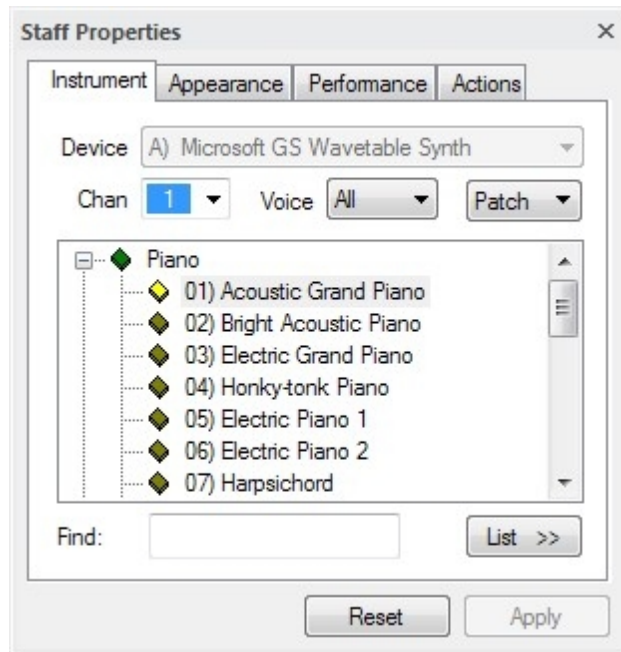 Staff Properties
Instrument Appearance Performance Actions
Device A) Microsoft GS Wavetable Synth
Chan 1 Voice All Patch
Piano
01) Acoustic Grand Piano
02) Bright Acoustic Piano
03) Electric Grand Piano
04) Honky-tonk Piano
05) Electric Piano 1
06) Electric Piano 2
07) Harpsichord
Find: List >>
Reset Apply